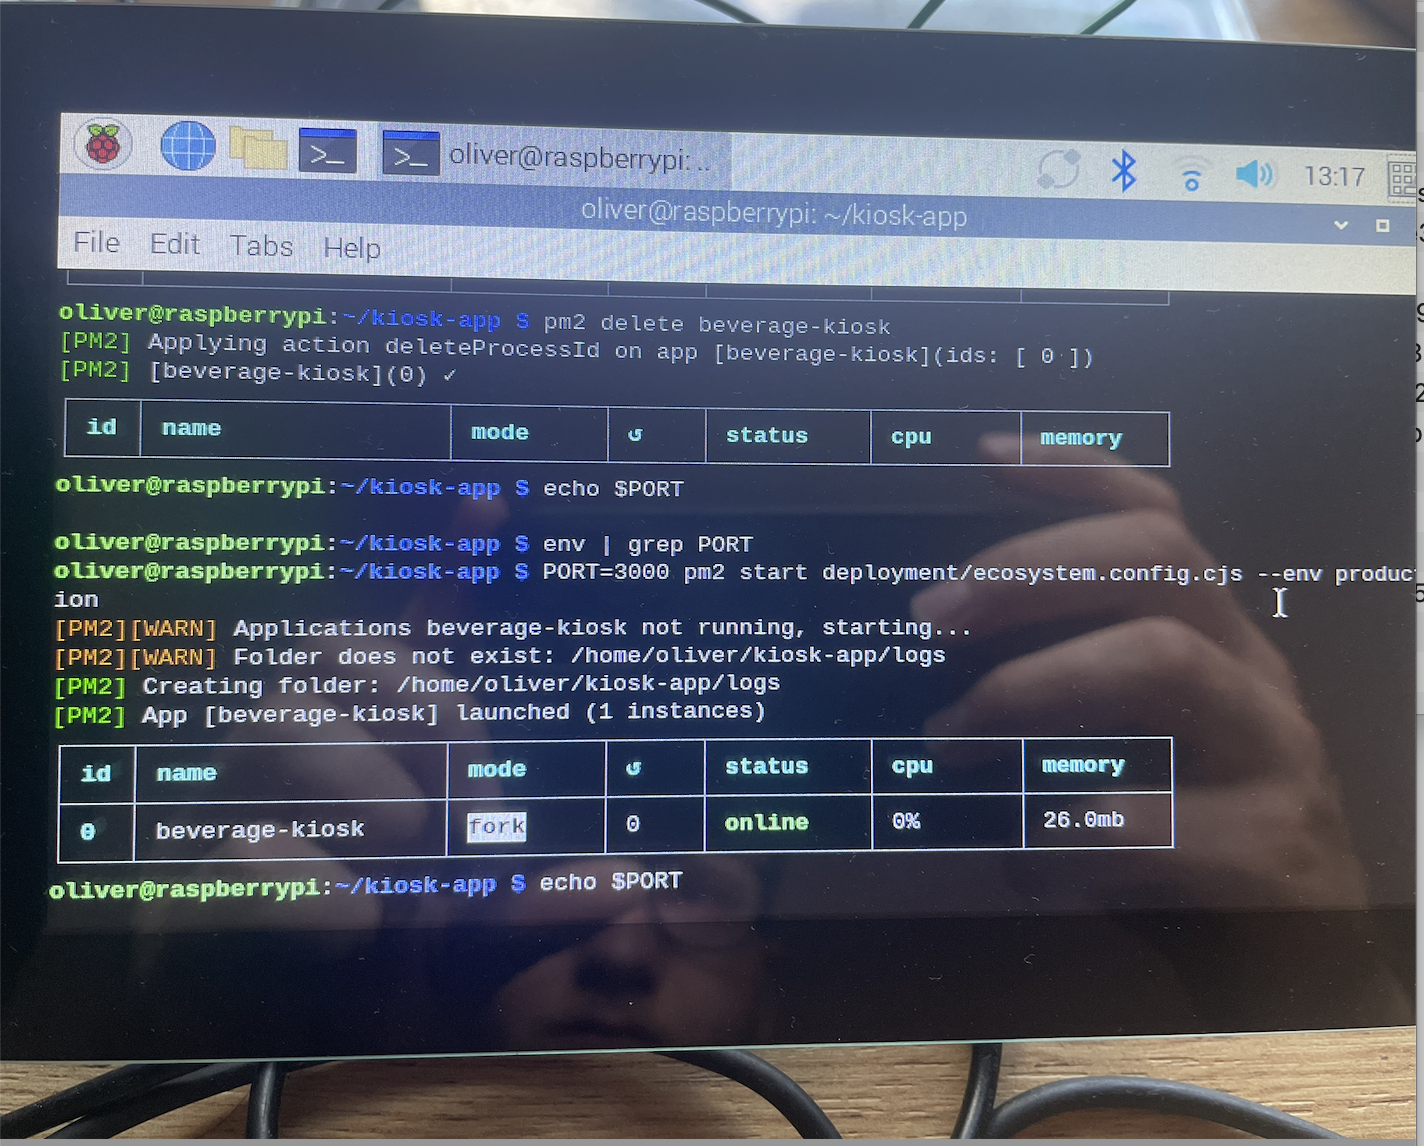 >_
>_ oliver@raspberrypi: ..
13:17
oliver@raspberrypi: ~/kiosk-app
File Edit Tabs Help
oliver@raspberrypi:~/kiosk-app $ pm2 delete beverage-kiosk
[PM2] Applying action deleteProcessId on app [beverage-kiosk](ids: [ 0 ])
[PM2] [beverage-kiosk](0) ✓
id name mode ↺ status cpu memory
oliver@raspberrypi:~/kiosk-app $ echo $PORT
oliver@raspberrypi:~/kiosk-app $ env | grep PORT
oliver@raspberrypi:~/kiosk-app $ PORT=3000 pm2 start deployment/ecosystem.config.cjs --env product
ion
[PM2][WARN] Applications beverage-kiosk not running, starting...
[PM2][WARN] Folder does not exist: /home/oliver/kiosk-app/logs
[PM2] Creating folder: /home/oliver/kiosk-app/logs
[PM2] App [beverage-kiosk] launched (1 instances)
id name mode ↺ status cpu memory
0 beverage-kiosk fork 0 online 0% 26.0mb
oliver@raspberrypi:~/kiosk-app $ echo $PORT